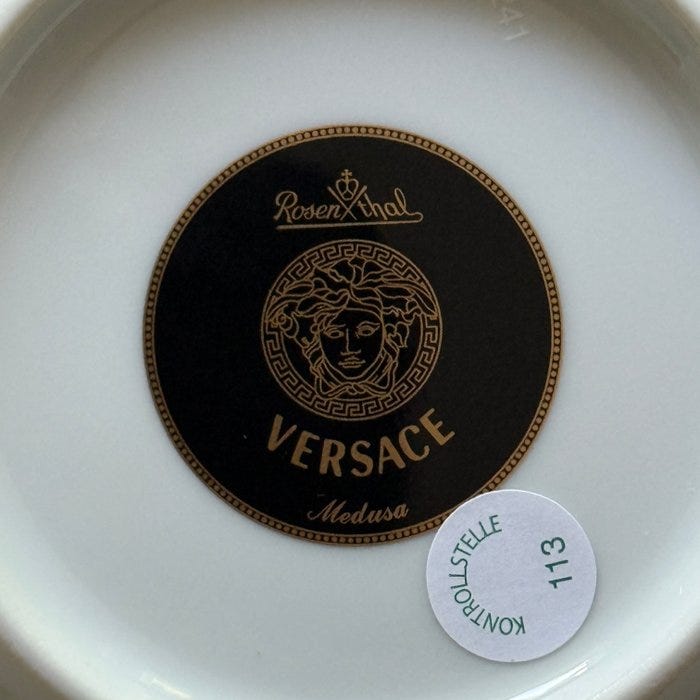 Rosenthal
VERSACE
Medusa
KONTROLLSTELLE
113